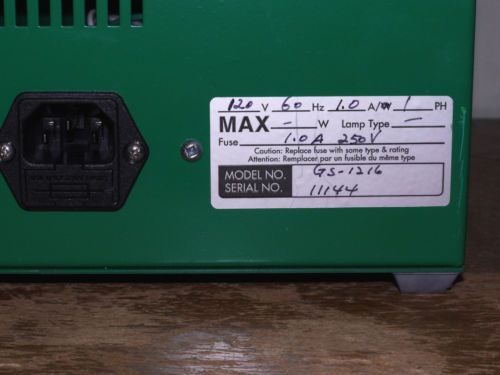 120 V 60 Hz 1.0 A/W 1 PH
MAX - W Lamp Type -
Fuse 1.0A 250V
Caution: Replace fuse with same type & rating
Attention: Remplacer par un fusible du même type
MODEL NO. GS-1216
SERIAL NO. 11144